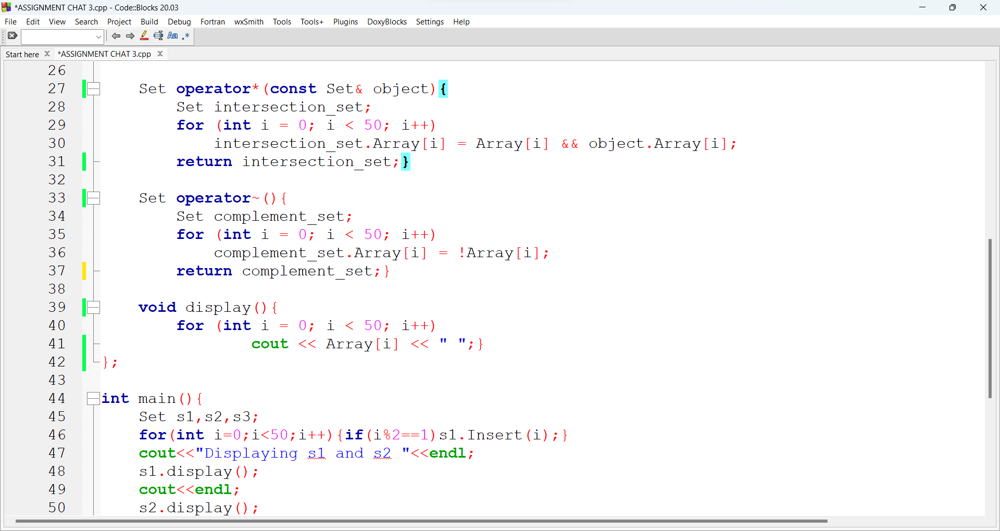 *ASSIGNMENT CHAT 3.cpp - Code::Blocks 20.03
File Edit View Search Project Build Debug Fortran wxSmith Tools Tools+ Plugins DoxyBlocks Settings Help
Aa .*
Start here *ASSIGNMENT CHAT 3.cpp
26
27 Set operator*(const Set& object){
28 Set intersection_set;
29 for (int i = 0; i < 50; i++)
30 intersection_set.Array[i] = Array[i] && object.Array[i];
31 return intersection_set;}
32
33 Set operator~(){
34 Set complement_set;
35 for (int i = 0; i < 50; i++)
36 complement_set.Array[i] = !Array[i];
37 return complement_set;}
38
39 void display(){
40 for (int i = 0; i < 50; i++)
41 cout << Array[i] << " ";}
42 };
43
44 int main(){
45 Set s1,s2,s3;
46 for(int i=0;i<50;i++){if(i%2==1)s1.Insert(i);}
47 cout<<"Displaying s1 and s2 "<<endl;
48 s1.display();
49 cout<<endl;
50 s2.display();